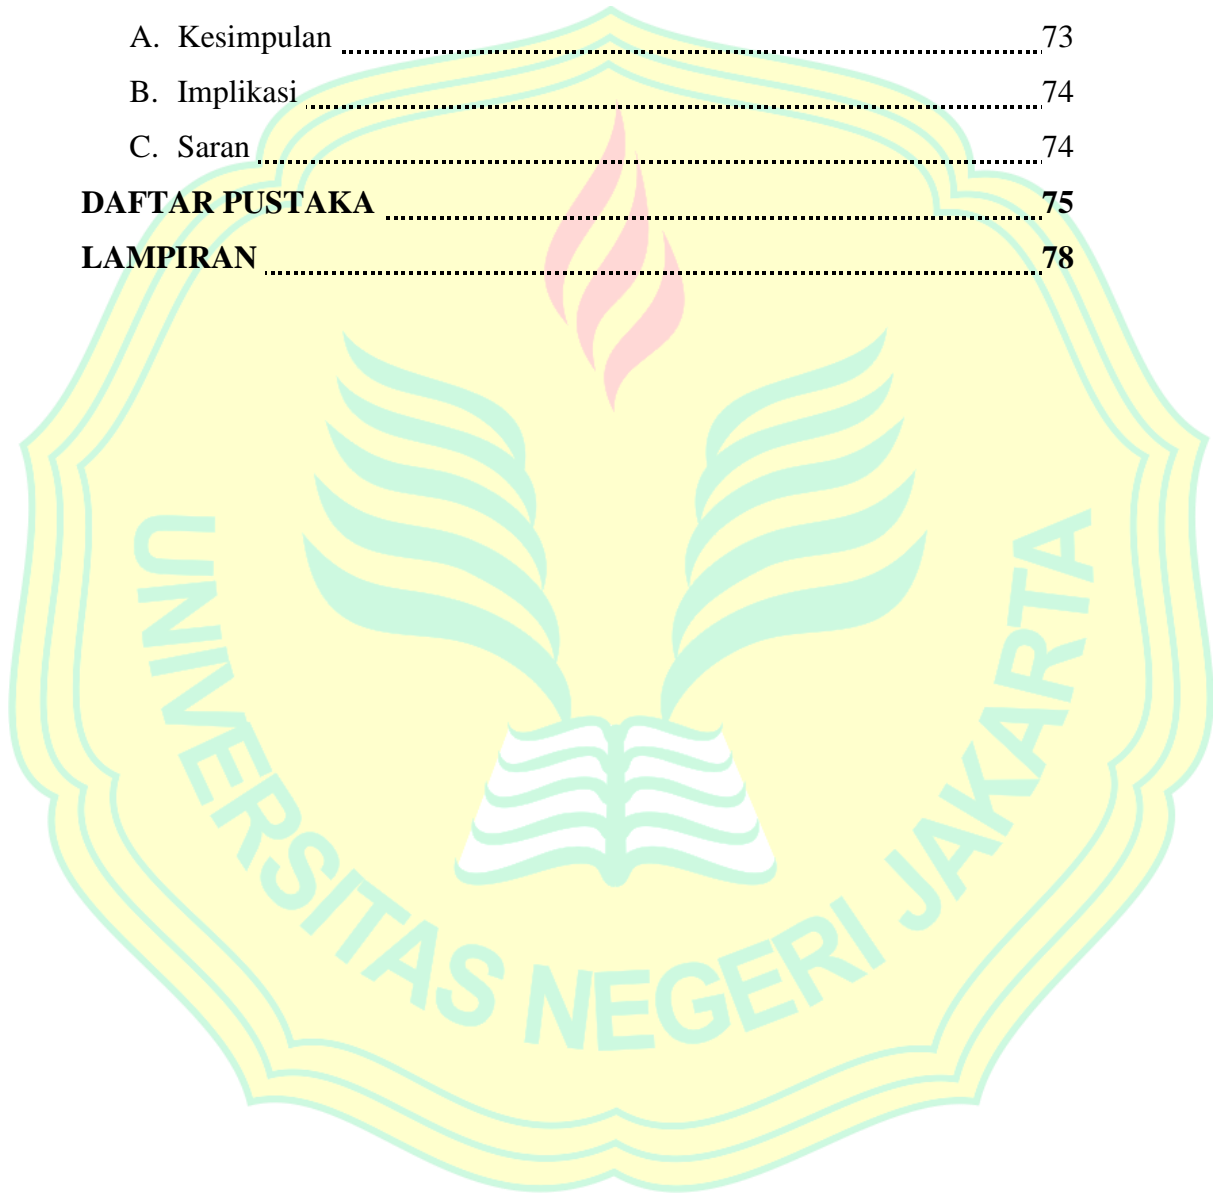 A. Kesimpulan ........ 73
B. Implikasi ........ 74
C. Saran ........ 74
DAFTAR PUSTAKA ........ 75
LAMPIRAN ........ 78
UNIVERSITAS NEGERI JAKARTA